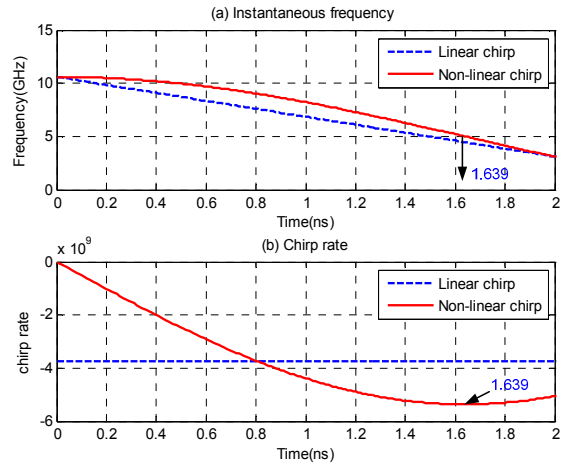 (a) Instantaneous frequency
15
10
5
0
Frequency(GHz)
Linear chirp
Non-linear chirp
1.639
0 0.2 0.4 0.6 0.8 1 1.2 1.4 1.6 1.8 2
Time(ns)
x 10^9
(b) Chirp rate
0
-2
-4
-6
chirp rate
Linear chirp
Non-linear chirp
1.639
0 0.2 0.4 0.6 0.8 1 1.2 1.4 1.6 1.8 2
Time(ns)